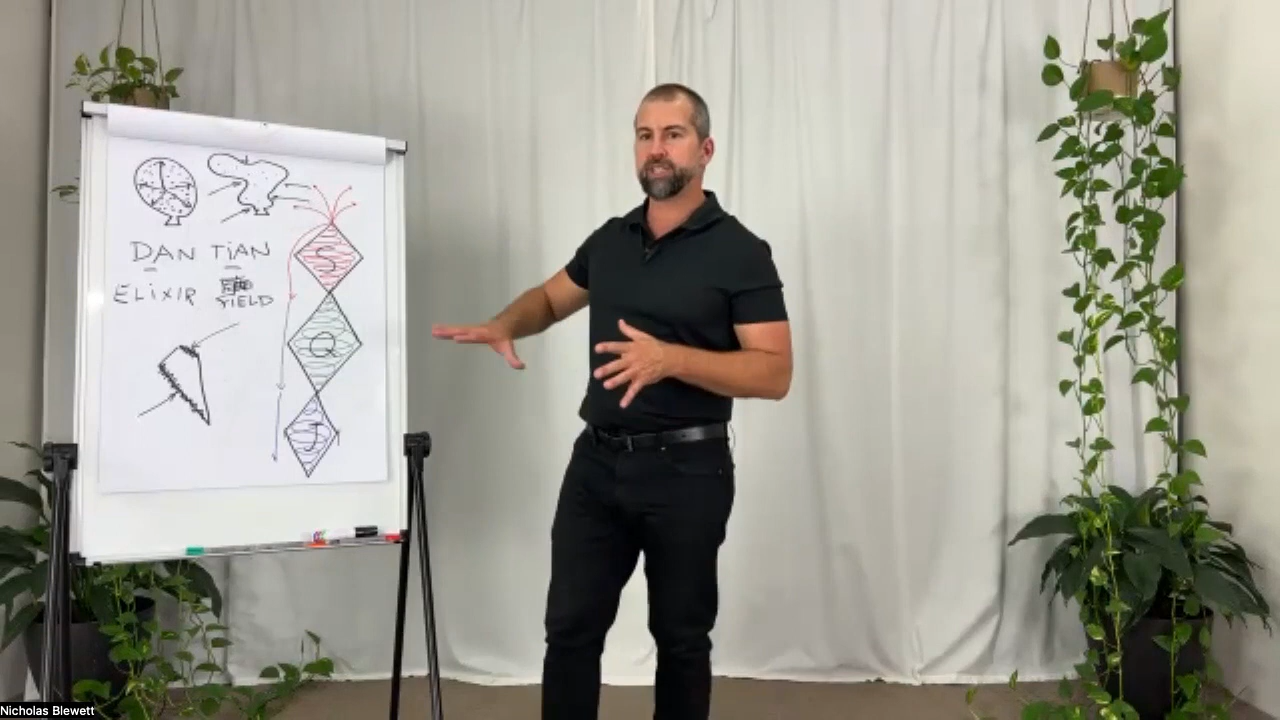 DAN TiAN
ELiXiR
FIELD
S
Q
J
Nicholas Blewett